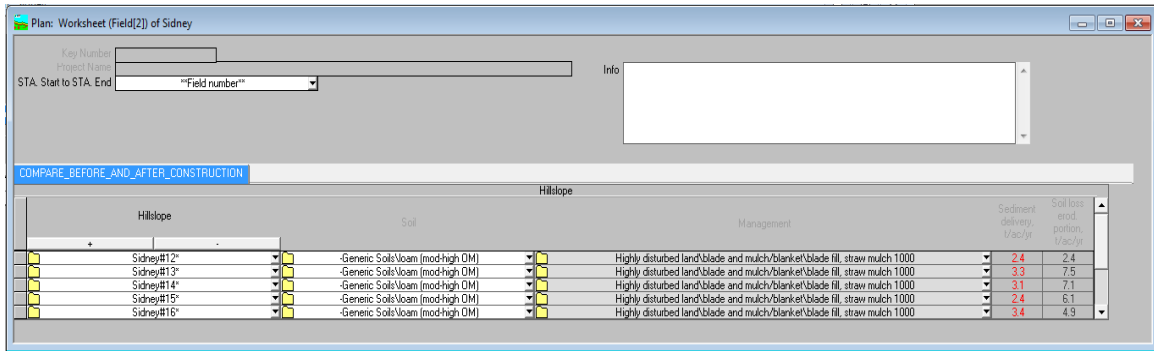 Plan: Worksheet (Field[2]) of Sidney
Key Number
Project Name
STA. Start to STA. End **Field number**
Info
COMPARE_BEFORE_AND_AFTER_CONSTRUCTION
Hillslope
Hillslope Soil Management Sediment delivery, t/ac/yr Soil loss erod. portion, t/ac/yr
+ -
Sidney#12* -Generic Soils\loam (mod-high OM) Highly disturbed land\blade and mulch/blanket\blade fill, straw mulch 1000 2.4 2.4
Sidney#13* -Generic Soils\loam (mod-high OM) Highly disturbed land\blade and mulch/blanket\blade fill, straw mulch 1000 3.3 7.5
Sidney#14* -Generic Soils\loam (mod-high OM) Highly disturbed land\blade and mulch/blanket\blade fill, straw mulch 1000 3.1 7.1
Sidney#15* -Generic Soils\loam (mod-high OM) Highly disturbed land\blade and mulch/blanket\blade fill, straw mulch 1000 2.4 6.1
Sidney#16* -Generic Soils\loam (mod-high OM) Highly disturbed land\blade and mulch/blanket\blade fill, straw mulch 1000 3.4 4.9